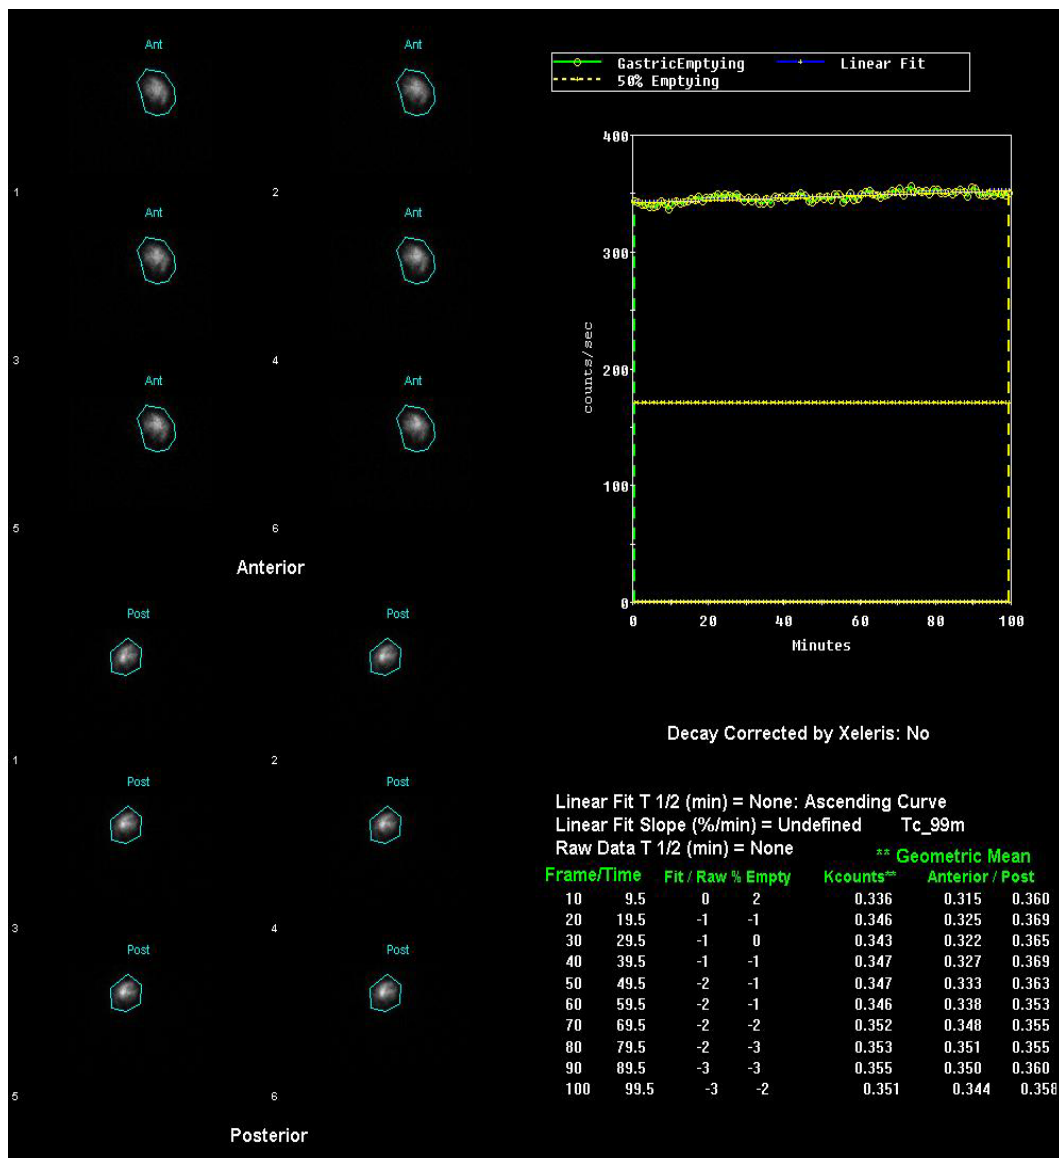 Ant Ant
1 2
Ant Ant
3 4
Ant Ant
5 6
Anterior
Post Post
1 2
Post Post
3 4
Post Post
5 6
Posterior
GastricEmptying Linear Fit
50% Emptying
400
300
200
100
0
counts/sec
0 20 40 60 80 100
Minutes
Decay Corrected by Xeleris: No
Linear Fit T 1/2 (min) = None: Ascending Curve
Linear Fit Slope (%/min) = Undefined Tc_99m
Raw Data T 1/2 (min) = None ** Geometric Mean
Frame/Time Fit / Raw % Empty Kcounts** Anterior / Post
10 9.5 0 2 0.336 0.315 0.360
20 19.5 -1 -1 0.346 0.325 0.369
30 29.5 -1 0 0.343 0.322 0.365
40 39.5 -1 -1 0.347 0.327 0.369
50 49.5 -2 -1 0.347 0.333 0.363
60 59.5 -2 -1 0.346 0.338 0.353
70 69.5 -2 -2 0.352 0.348 0.355
80 79.5 -2 -3 0.353 0.351 0.355
90 89.5 -3 -3 0.355 0.350 0.360
100 99.5 -3 -2 0.351 0.344 0.358